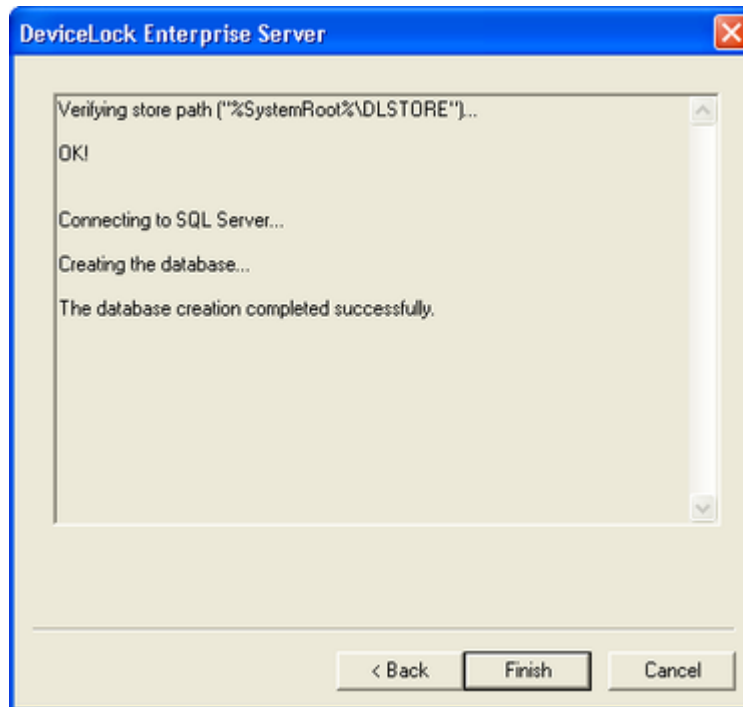 DeviceLock Enterprise Server
Verifying store path ("%SystemRoot%\DLSTORE")...
OK!
Connecting to SQL Server...
Creating the database...
The database creation completed successfully.
< Back
Finish
Cancel